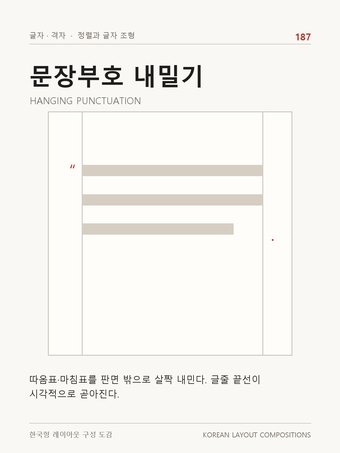 글자 · 격자 · 정렬과 글자 조형
187
문장부호 내밀기
HANGING PUNCTUATION
“
.
따옴표·마침표를 판면 밖으로 살짝 내민다. 글줄 끝선이
시각적으로 곧아진다.
한국형 레이아웃 구성 도감
KOREAN LAYOUT COMPOSITIONS